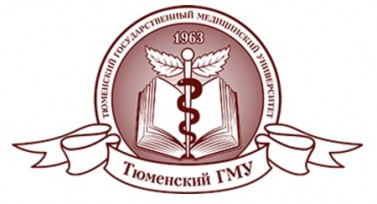 ТЮМЕНСКИЙ ГОСУДАРСТВЕННЫЙ МЕДИЦИНСКИЙ УНИВЕРСИТЕТ
1963
Тюменский ГМУ